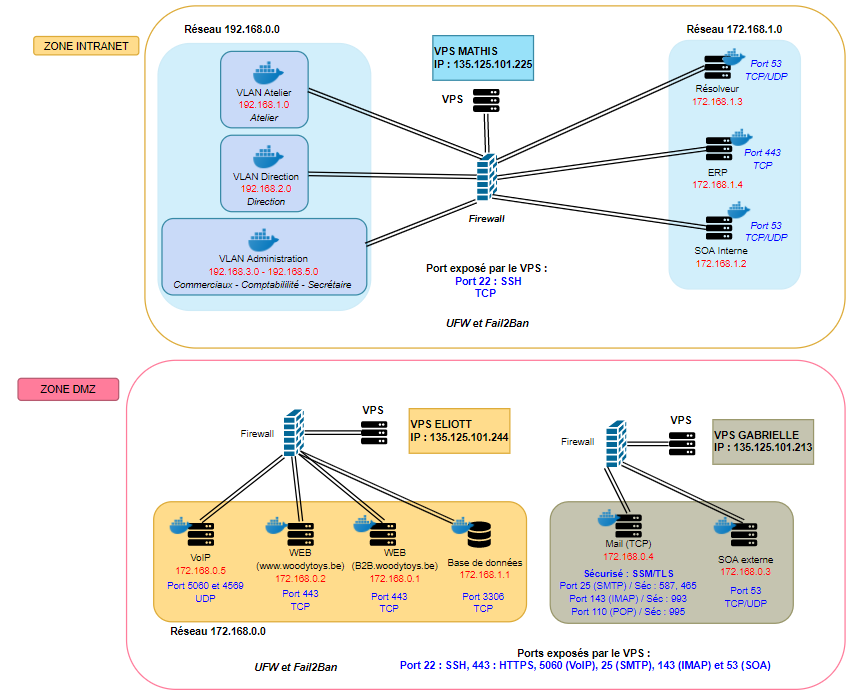 ZONE INTRANET
Réseau 192.168.0.0
VLAN Atelier
192.168.1.0
Atelier
VLAN Direction
192.168.2.0
Direction
VLAN Administration
192.168.3.0 - 192.168.5.0
Commerciaux - Comptabililité - Secrétaire
VPS MATHIS
IP : 135.125.101.225
VPS
Firewall
Port exposé par le VPS :
Port 22 : SSH
TCP
UFW et Fail2Ban
Réseau 172.168.1.0
Port 53
TCP/UDP
Résolveur
172.168.1.3
Port 443
TCP
ERP
172.168.1.4
Port 53
TCP/UDP
SOA Interne
172.168.1.2
ZONE DMZ
Firewall
VPS
VPS ELIOTT
IP : 135.125.101.244
VoIP
172.168.0.5
Port 5060 et 4569
UDP
WEB
(www.woodytoys.be)
172.168.0.2
Port 443
TCP
WEB
(B2B.woodytoys.be)
172.168.0.1
Port 443
TCP
Base de données
172.168.1.1
Port 3306
TCP
Réseau 172.168.0.0
UFW et Fail2Ban
Firewall
VPS
VPS GABRIELLE
IP : 135.125.101.213
Mail (TCP)
172.168.0.4
Sécurisé : SSM/TLS
Port 25 (SMTP) / Séc : 587, 465
Port 143 (IMAP) / Séc : 993
Port 110 (POP) / Séc : 995
SOA externe
172.168.0.3
Port 53
TCP/UDP
Ports exposés par le VPS :
Port 22 : SSH, 443 : HTTPS, 5060 (VoIP), 25 (SMTP), 143 (IMAP) et 53 (SOA)